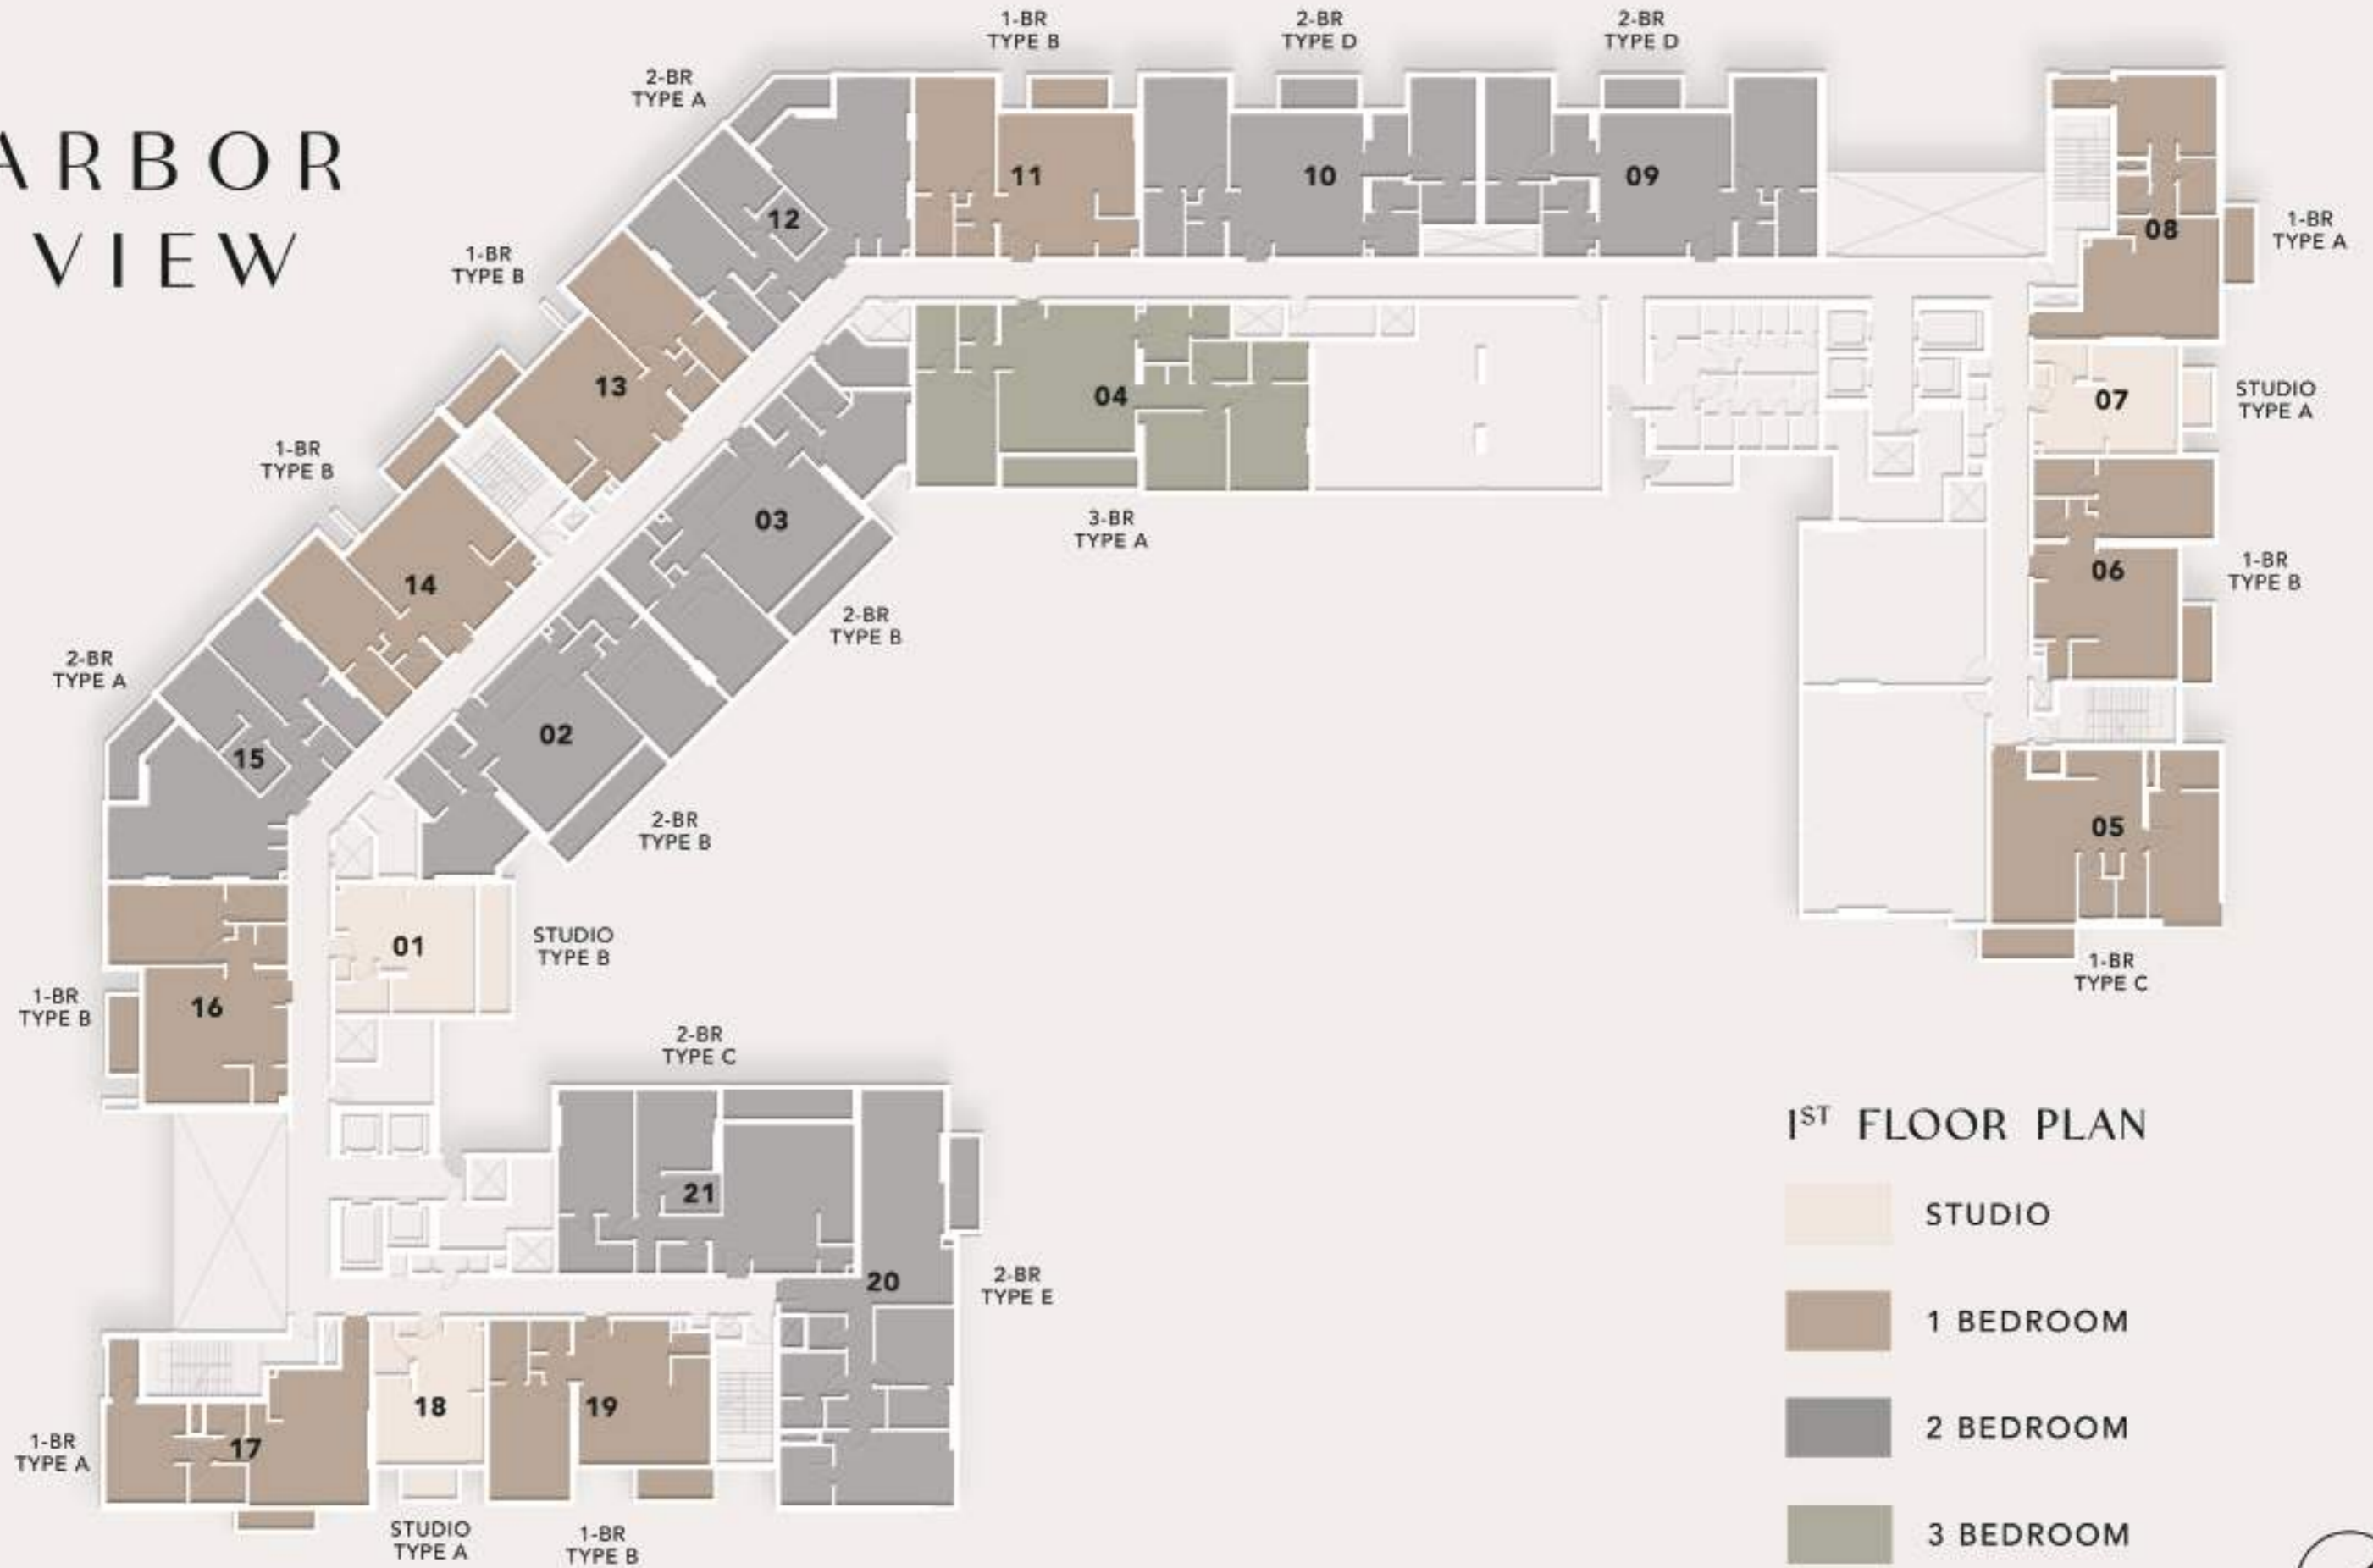 ARBOR
VIEW
1-BR
TYPE B
2-BR
TYPE D
2-BR
TYPE D
2-BR
TYPE A
11
10
09
08
1-BR
TYPE A
12
1-BR
TYPE B
13
04
07
STUDIO
TYPE A
1-BR
TYPE B
03
3-BR
TYPE A
14
06
1-BR
TYPE B
2-BR
TYPE B
2-BR
TYPE A
02
15
2-BR
TYPE B
05
1-BR
TYPE C
01
STUDIO
TYPE B
16
1-BR
TYPE B
2-BR
TYPE C
21
20
2-BR
TYPE E
17
1-BR
TYPE A
18
19
STUDIO
TYPE A
1-BR
TYPE B
1ST FLOOR PLAN
STUDIO
1 BEDROOM
2 BEDROOM
3 BEDROOM